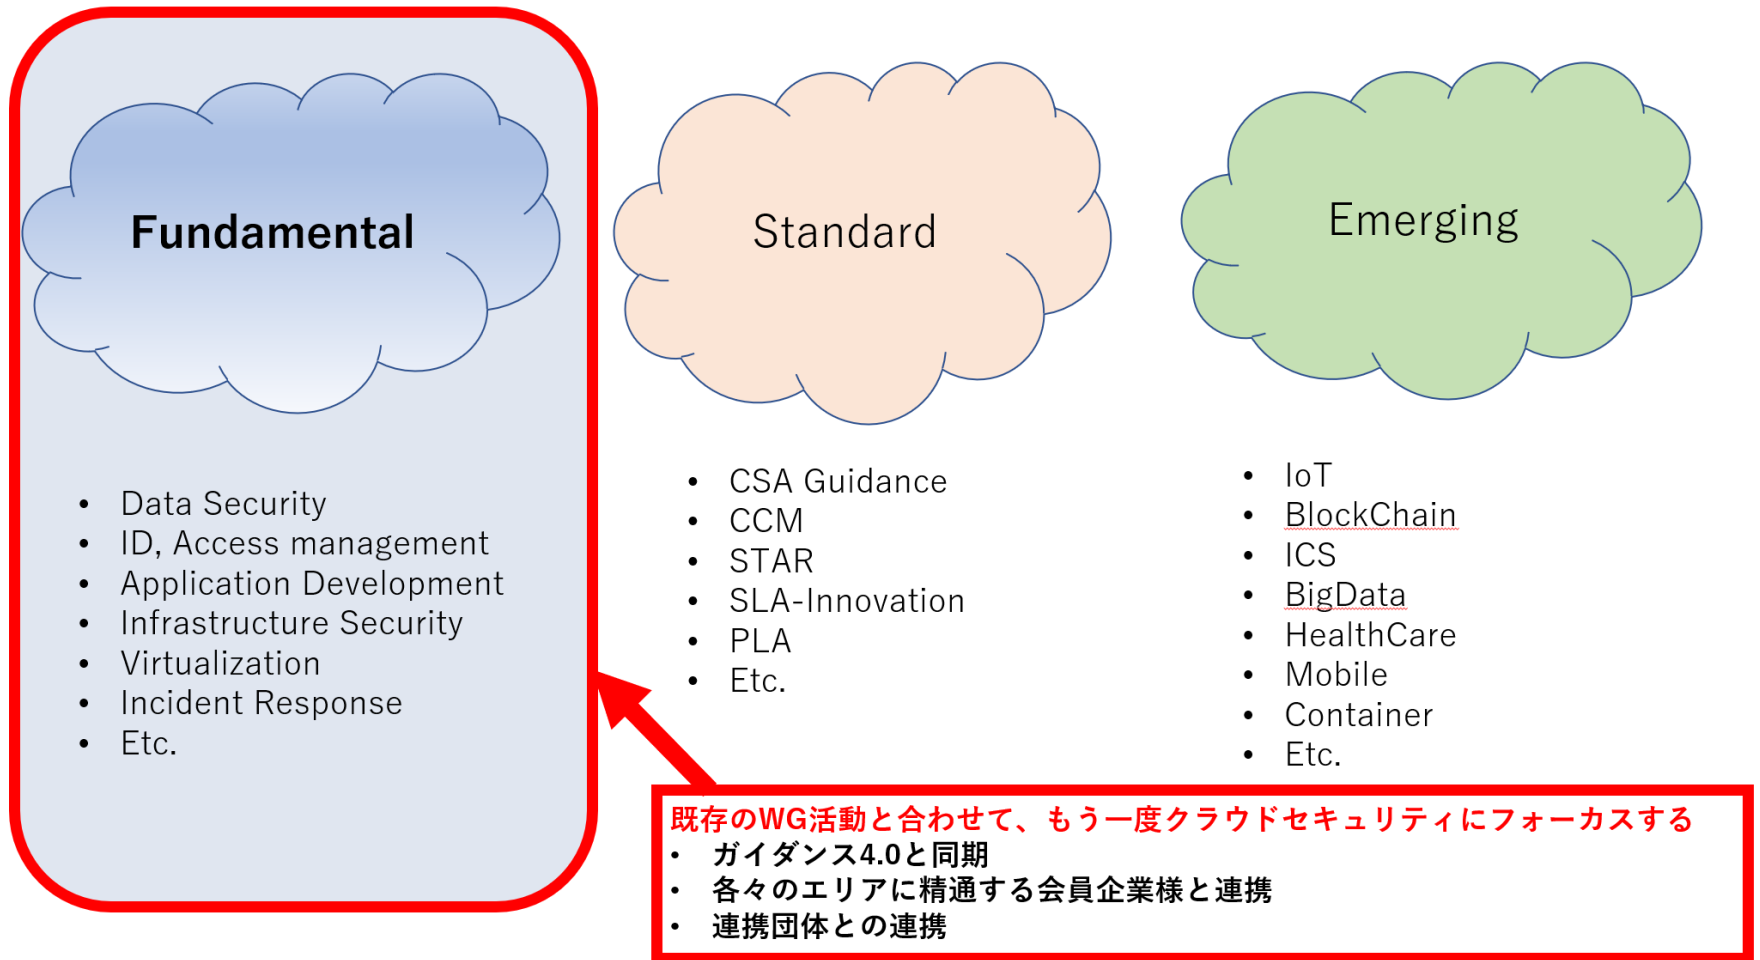 Fundamental
• Data Security
• ID, Access management
• Application Development
• Infrastructure Security
• Virtualization
• Incident Response
• Etc.
Standard
• CSA Guidance
• CCM
• STAR
• SLA-Innovation
• PLA
• Etc.
Emerging
• IoT
• BlockChain
• ICS
• BigData
• HealthCare
• Mobile
• Container
• Etc.
既存のWG活動と合わせて、もう一度クラウドセキュリティにフォーカスする
• ガイダンス4.0と同期
• 各々のエリアに精通する会員企業様と連携
• 連携団体との連携